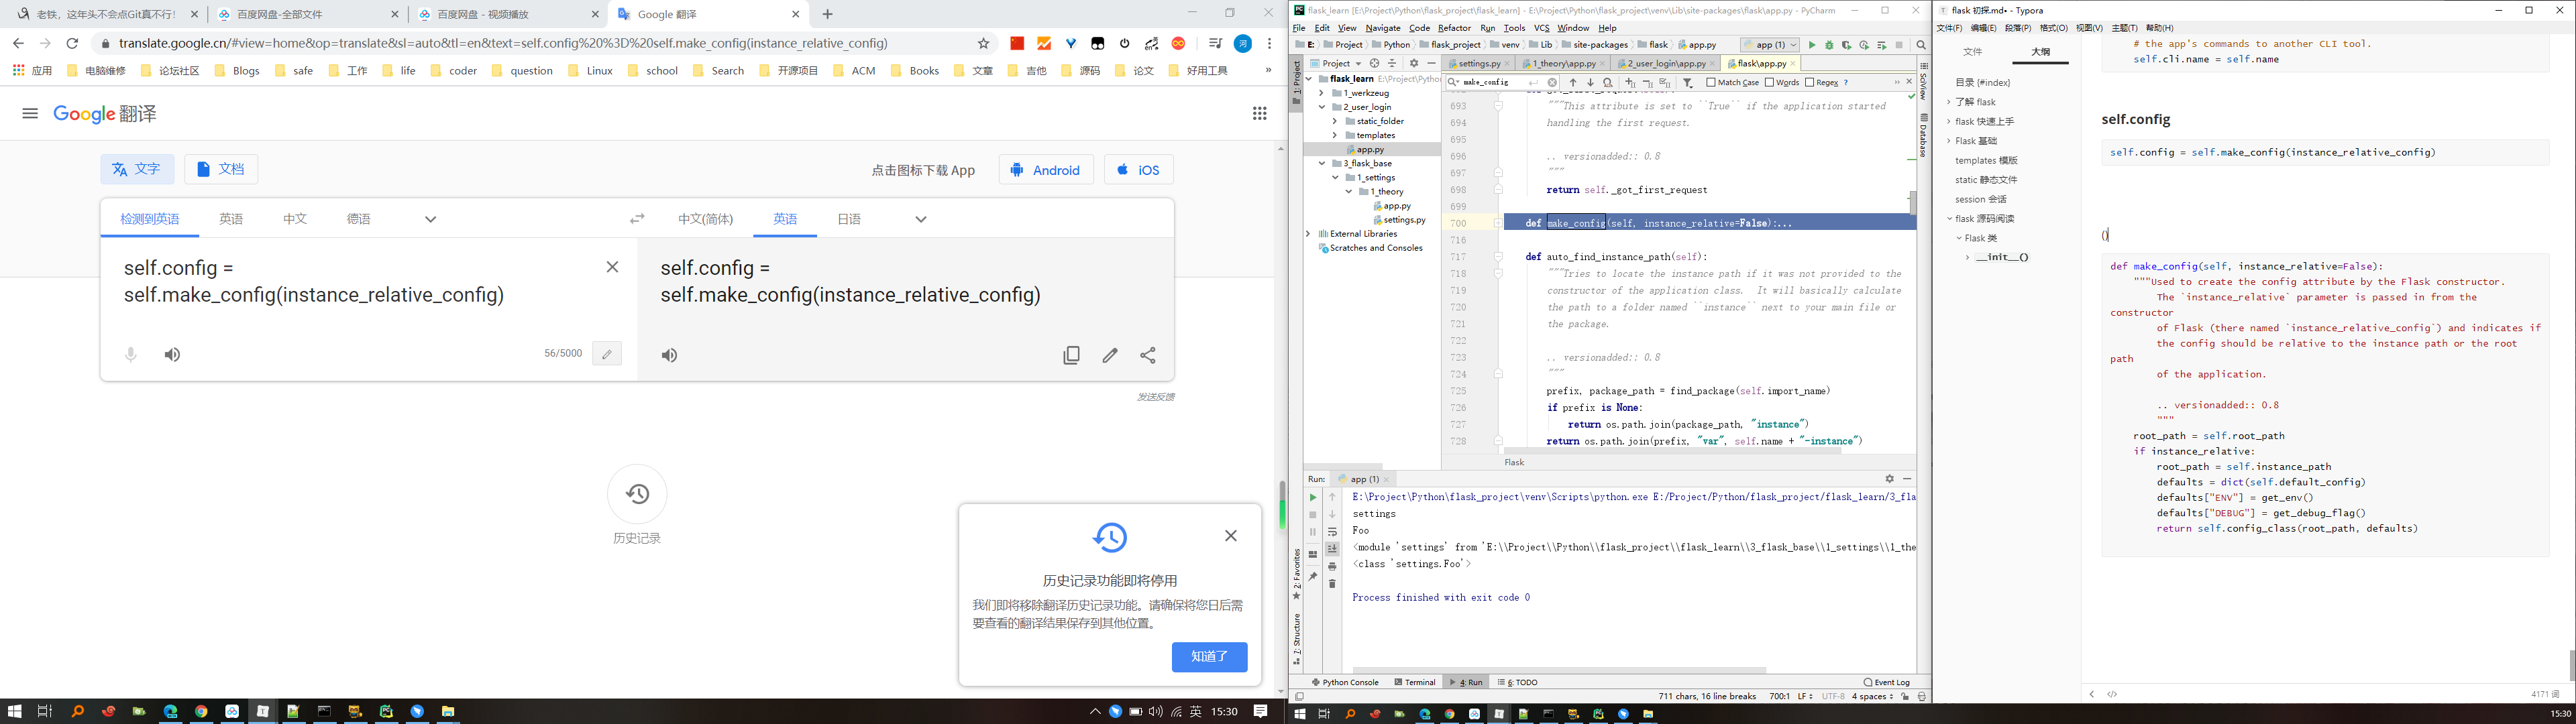 老铁，这年头不会点Git真不行！
百度网盘-全部文件
百度网盘 - 视频播放
Google 翻译
translate.google.cn/#view=home&op=translate&sl=auto&tl=en&text=self.config%20%3D%20self.make_config(instance_relative_config)
应用 电脑维修 论坛社区 Blogs safe 工作 life coder question Linux school Search 开源项目 ACM Books 文章 吉他 源码 论文 好用工具 »
Google 翻译
文字 文档 点击图标下载 App Android iOS
检测到英语 英语 中文 德语 中文(简体) 英语 日语
self.config =
self.make_config(instance_relative_config)
56/5000
self.config =
self.make_config(instance_relative_config)
发送反馈
历史记录
历史记录功能即将停用
我们即将移除翻译历史记录功能。请确保将您日后需
要查看的翻译结果保存到其他位置。
知道了
英 15:30
flask_learn [E:\Project\Python\flask_project\flask_learn] - E:\Project\Python\flask_project\venv\Lib\site-packages\flask\app.py - PyCharm
File Edit View Navigate Code Refactor Run Tools VCS Window Help
E: Project Python flask_project venv Lib site-packages flask app.py app (1)
Project
settings.py 1_theory\app.py 2_user_login\app.py flask\app.py
1: Project
flask_learn E:\Project\Python
1_werkzeug
2_user_login
static_folder
templates
app.py
3_flask_base
1_settings
1_theory
app.py
settings.py
External Libraries
Scratches and Consoles
make_config Match Case Words Regex ?
693 """This attribute is set to ``True`` if the application started
694 handling the first request.
695
696 .. versionadded:: 0.8
697 """
698 return self._got_first_request
699
700 def make_config(self, instance_relative=False):...
716
717 def auto_find_instance_path(self):
718 """Tries to locate the instance path if it was not provided to the
719 constructor of the application class.  It will basically calculate
720 the path to a folder named ``instance`` next to your main file or
721 the package.
722
723 .. versionadded:: 0.8
724 """
725 prefix, package_path = find_package(self.import_name)
726 if prefix is None:
727 return os.path.join(package_path, "instance")
728 return os.path.join(prefix, "var", self.name + "-instance")
Flask
SciView
Database
Run: app (1)
E:\Project\Python\flask_project\venv\Scripts\python.exe E:/Project/Python/flask_project/flask_learn/3_fla
settings
Foo
<module 'settings' from 'E:\\Project\\Python\\flask_project\\flask_learn\\3_flask_base\\1_settings\\1_the
<class 'settings.Foo'>
Process finished with exit code 0
2: Favorites
7: Structure
Python Console Terminal 4: Run 6: TODO Event Log
711 chars, 16 line breaks 700:1 LF UTF-8 4 spaces
flask 初探.md• - Typora
文件(F) 编辑(E) 段落(P) 格式(O) 视图(V) 主题(T) 帮助(H)
文件 大纲
目录 {#index}
了解 flask
flask 快速上手
Flask 基础
templates 模版
static 静态文件
session 会话
flask 源码阅读
Flask 类
__init__()
# the app's commands to another CLI tool.
self.cli.name = self.name
self.config
self.config = self.make_config(instance_relative_config)
()
def make_config(self, instance_relative=False):
"""Used to create the config attribute by the Flask constructor.
The `instance_relative` parameter is passed in from the
constructor
of Flask (there named `instance_relative_config`) and indicates if
the config should be relative to the instance path or the root
path
of the application.
.. versionadded:: 0.8
"""
root_path = self.root_path
if instance_relative:
root_path = self.instance_path
defaults = dict(self.default_config)
defaults["ENV"] = get_env()
defaults["DEBUG"] = get_debug_flag()
return self.config_class(root_path, defaults)
4171 词
15:30